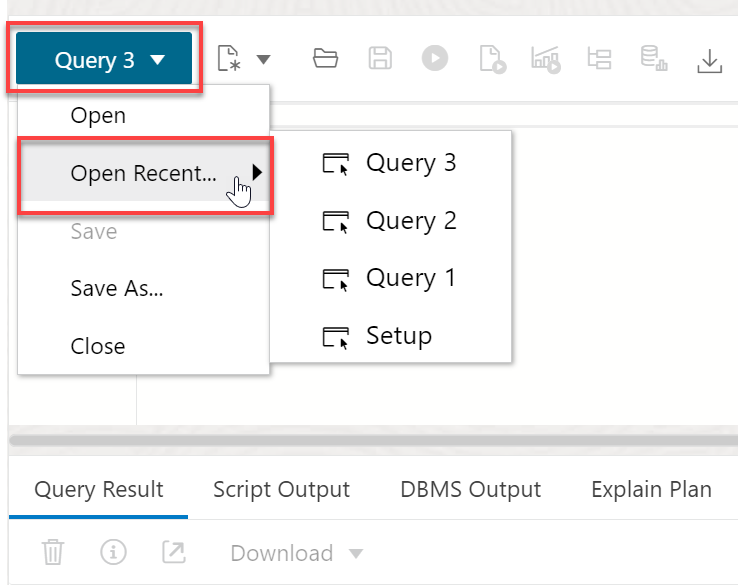 Query 3
Open
Open Recent...
Save
Save As...
Close
Query 3
Query 2
Query 1
Setup
Query Result Script Output DBMS Output Explain Plan
Download